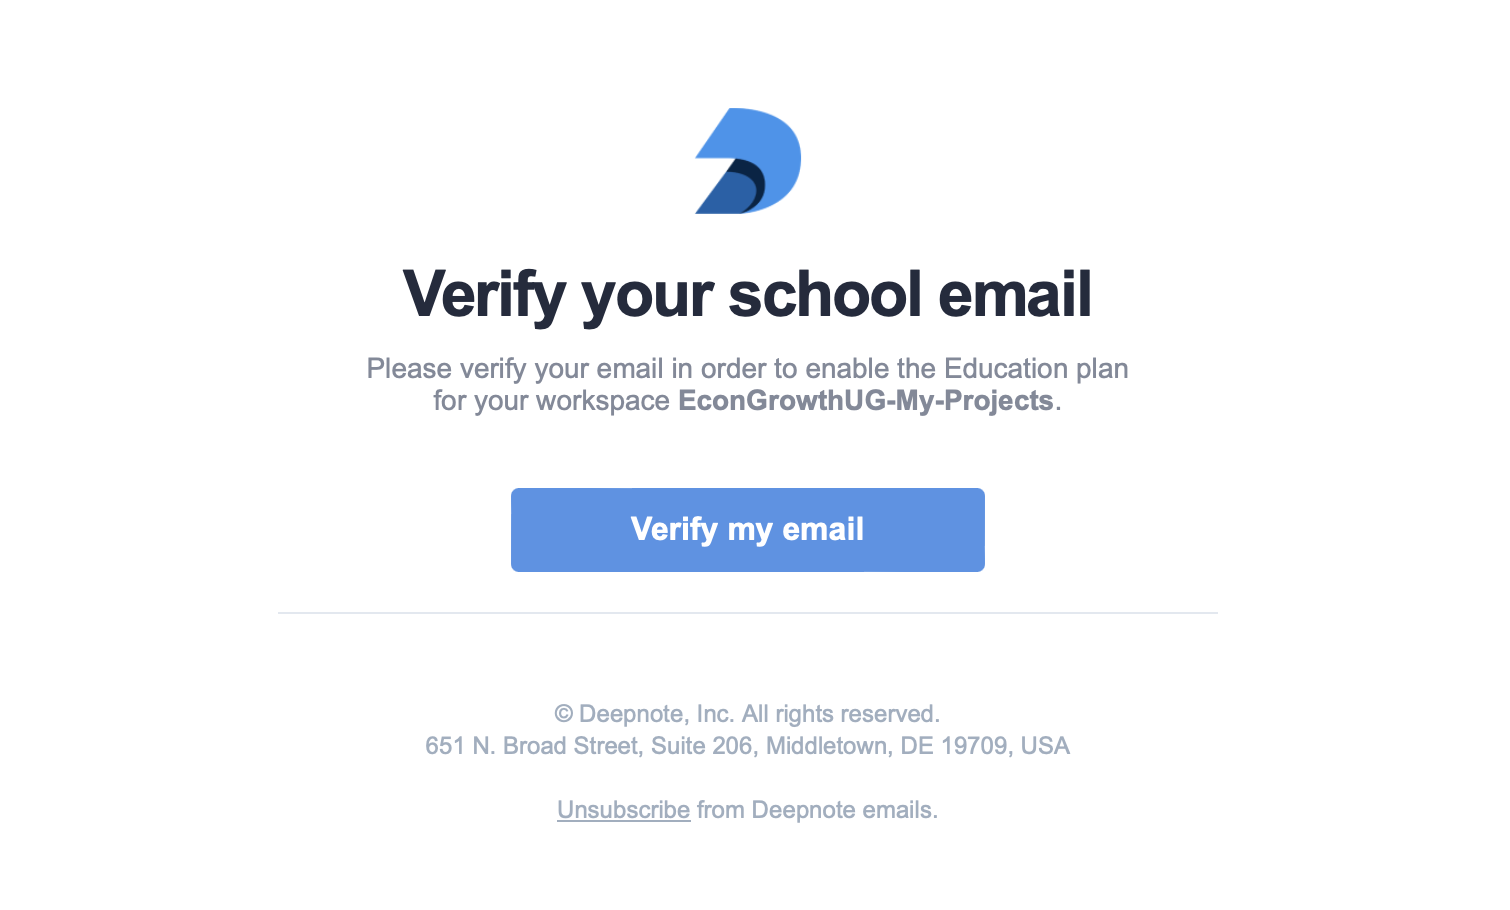 Verify your school email
Please verify your email in order to enable the Education plan
for your workspace EconGrowthUG-My-Projects.
Verify my email
© Deepnote, Inc. All rights reserved.
651 N. Broad Street, Suite 206, Middletown, DE 19709, USA
Unsubscribe from Deepnote emails.